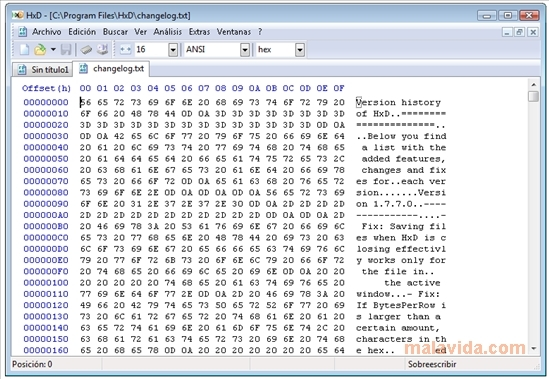 HxD - [C:\Program Files\HxD\changelog.txt]
Archivo Edición Buscar Ver Análisis Extras Ventanas ?
16 ANSI hex
Sin título1 changelog.txt
Offset(h) 00 01 02 03 04 05 06 07 08 09 0A 0B 0C 0D 0E 0F
00000000 56 65 72 73 69 6F 6E 20 68 69 73 74 6F 72 79 20 Version history
00000010 6F 66 20 48 78 44 0D 0A 3D 3D 3D 3D 3D 3D 3D 3D of HxD..========
00000020 3D 3D 3D 3D 3D 3D 3D 3D 3D 3D 3D 3D 3D 3D 0D 0A ==============..
00000030 0D 0A 42 65 6C 6F 77 20 79 6F 75 20 66 69 6E 64 ..Below you find
00000040 20 61 20 6C 69 73 74 20 77 69 74 68 20 74 68 65 a list with the
00000050 20 61 64 64 65 64 20 66 65 61 74 75 72 65 73 2C added features,
00000060 20 63 68 61 6E 67 65 73 20 61 6E 64 20 66 69 78 changes and fix
00000070 65 73 20 66 6F 72 0D 0A 65 61 63 68 20 76 65 72 es for..each ver
00000080 73 69 6F 6E 2E 0D 0A 0D 0A 0D 0A 56 65 72 73 69 sion.......Versi
00000090 6F 6E 20 31 2E 37 2E 37 2E 30 0D 0A 2D 2D 2D 2D on 1.7.7.0..----
000000A0 2D 2D 2D 2D 2D 2D 2D 2D 2D 2D 2D 0D 0A 0D 0A 2D -----------....-
000000B0 20 46 69 78 3A 20 53 61 76 69 6E 67 20 66 69 6C Fix: Saving fil
000000C0 65 73 20 77 68 65 6E 20 48 78 44 20 69 73 20 63 es when HxD is c
000000D0 6C 6F 73 69 6E 67 20 65 66 66 65 63 74 69 76 6C losing effectivl
000000E0 79 20 77 6F 72 6B 73 20 6F 6E 6C 79 20 66 6F 72 y works only for
000000F0 20 74 68 65 20 66 69 6C 65 20 69 6E 0D 0A 20 20 the file in..
00000100 20 20 20 20 20 74 68 65 20 61 63 74 69 76 65 20 the active
00000110 77 69 6E 64 6F 77 2E 0D 0A 2D 20 46 69 78 3A 20 window...- Fix:
00000120 49 66 20 42 79 74 65 73 50 65 72 52 6F 77 20 69 If BytesPerRow i
00000130 73 20 6C 61 72 67 65 72 20 74 68 61 6E 20 61 20 s larger than a
00000140 63 65 72 74 61 69 6E 20 61 6D 6F 75 6E 74 2C 20 certain amount,
00000150 63 68 61 72 61 63 74 65 72 73 20 69 6E 20 74 68 characters in th
00000160 65 20 68 65 78 0D 0A 20 20 20 20 20 20 20 65 64 e hex.. ed
malavida.com
Posición: 0 Sobreescribir